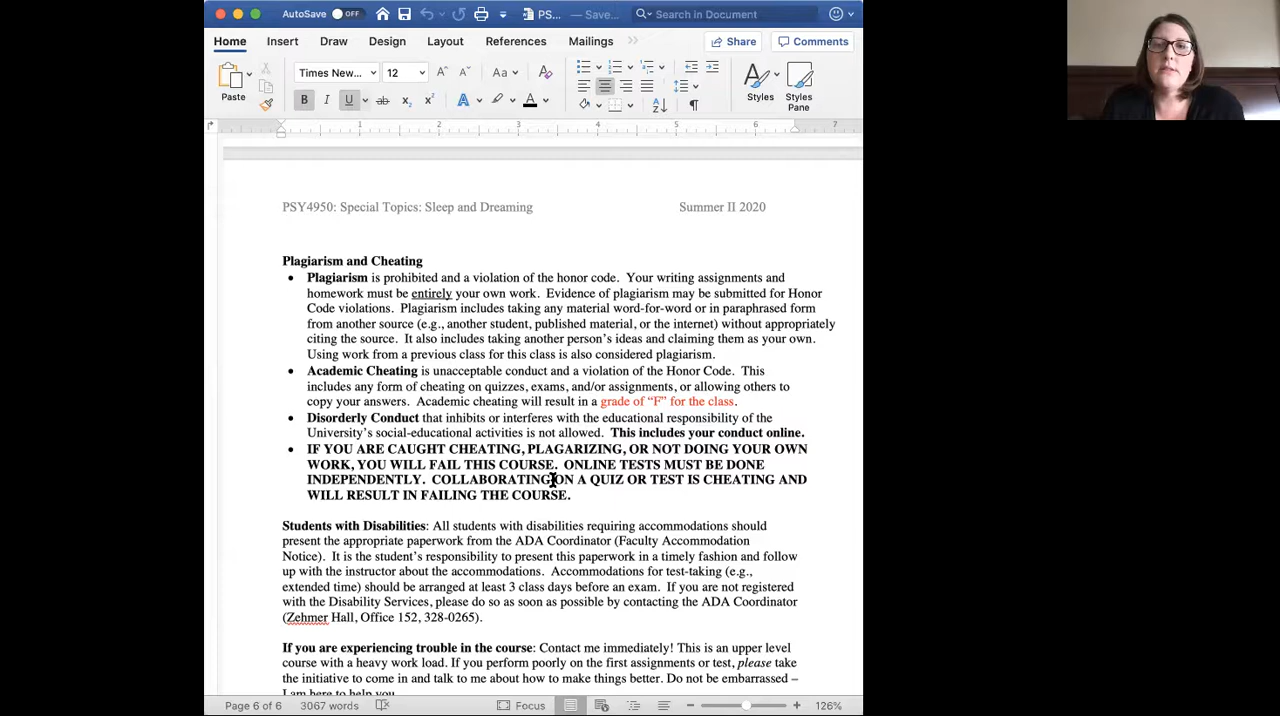 AutoSave OFF PS... — Save... Search in Document
Home Insert Draw Design Layout References Mailings Share Comments
Times New... 12 Aa
Paste B I U ab x₂ x² A A Styles Styles Pane
1 2 3 4 5 6 7
PSY4950: Special Topics: Sleep and Dreaming Summer II 2020
Plagiarism and Cheating
• Plagiarism is prohibited and a violation of the honor code. Your writing assignments and
homework must be entirely your own work. Evidence of plagiarism may be submitted for Honor
Code violations. Plagiarism includes taking any material word-for-word or in paraphrased form
from another source (e.g., another student, published material, or the internet) without appropriately
citing the source. It also includes taking another person's ideas and claiming them as your own.
Using work from a previous class for this class is also considered plagiarism.
• Academic Cheating is unacceptable conduct and a violation of the Honor Code. This
includes any form of cheating on quizzes, exams, and/or assignments, or allowing others to
copy your answers. Academic cheating will result in a grade of "F" for the class.
• Disorderly Conduct that inhibits or interferes with the educational responsibility of the
University's social-educational activities is not allowed. This includes your conduct online.
• IF YOU ARE CAUGHT CHEATING, PLAGARIZING, OR NOT DOING YOUR OWN
WORK, YOU WILL FAIL THIS COURSE. ONLINE TESTS MUST BE DONE
INDEPENDENTLY. COLLABORATING ON A QUIZ OR TEST IS CHEATING AND
WILL RESULT IN FAILING THE COURSE.
Students with Disabilities: All students with disabilities requiring accommodations should
present the appropriate paperwork from the ADA Coordinator (Faculty Accommodation
Notice). It is the student's responsibility to present this paperwork in a timely fashion and follow
up with the instructor about the accommodations. Accommodations for test-taking (e.g.,
extended time) should be arranged at least 3 class days before an exam. If you are not registered
with the Disability Services, please do so as soon as possible by contacting the ADA Coordinator
(Zehmer Hall, Office 152, 328-0265).
If you are experiencing trouble in the course: Contact me immediately! This is an upper level
course with a heavy work load. If you perform poorly on the first assignments or test, please take
the initiative to come in and talk to me about how to make things better. Do not be embarrassed –
I am here to help you
Page 6 of 6 3067 words Focus 126%